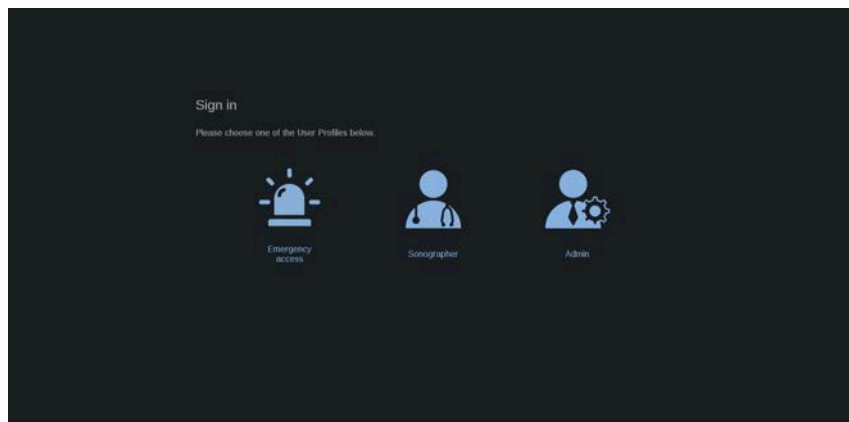 Sign in
Please choose one of the User Profiles below.
Emergency
access
Sonographer
Admin